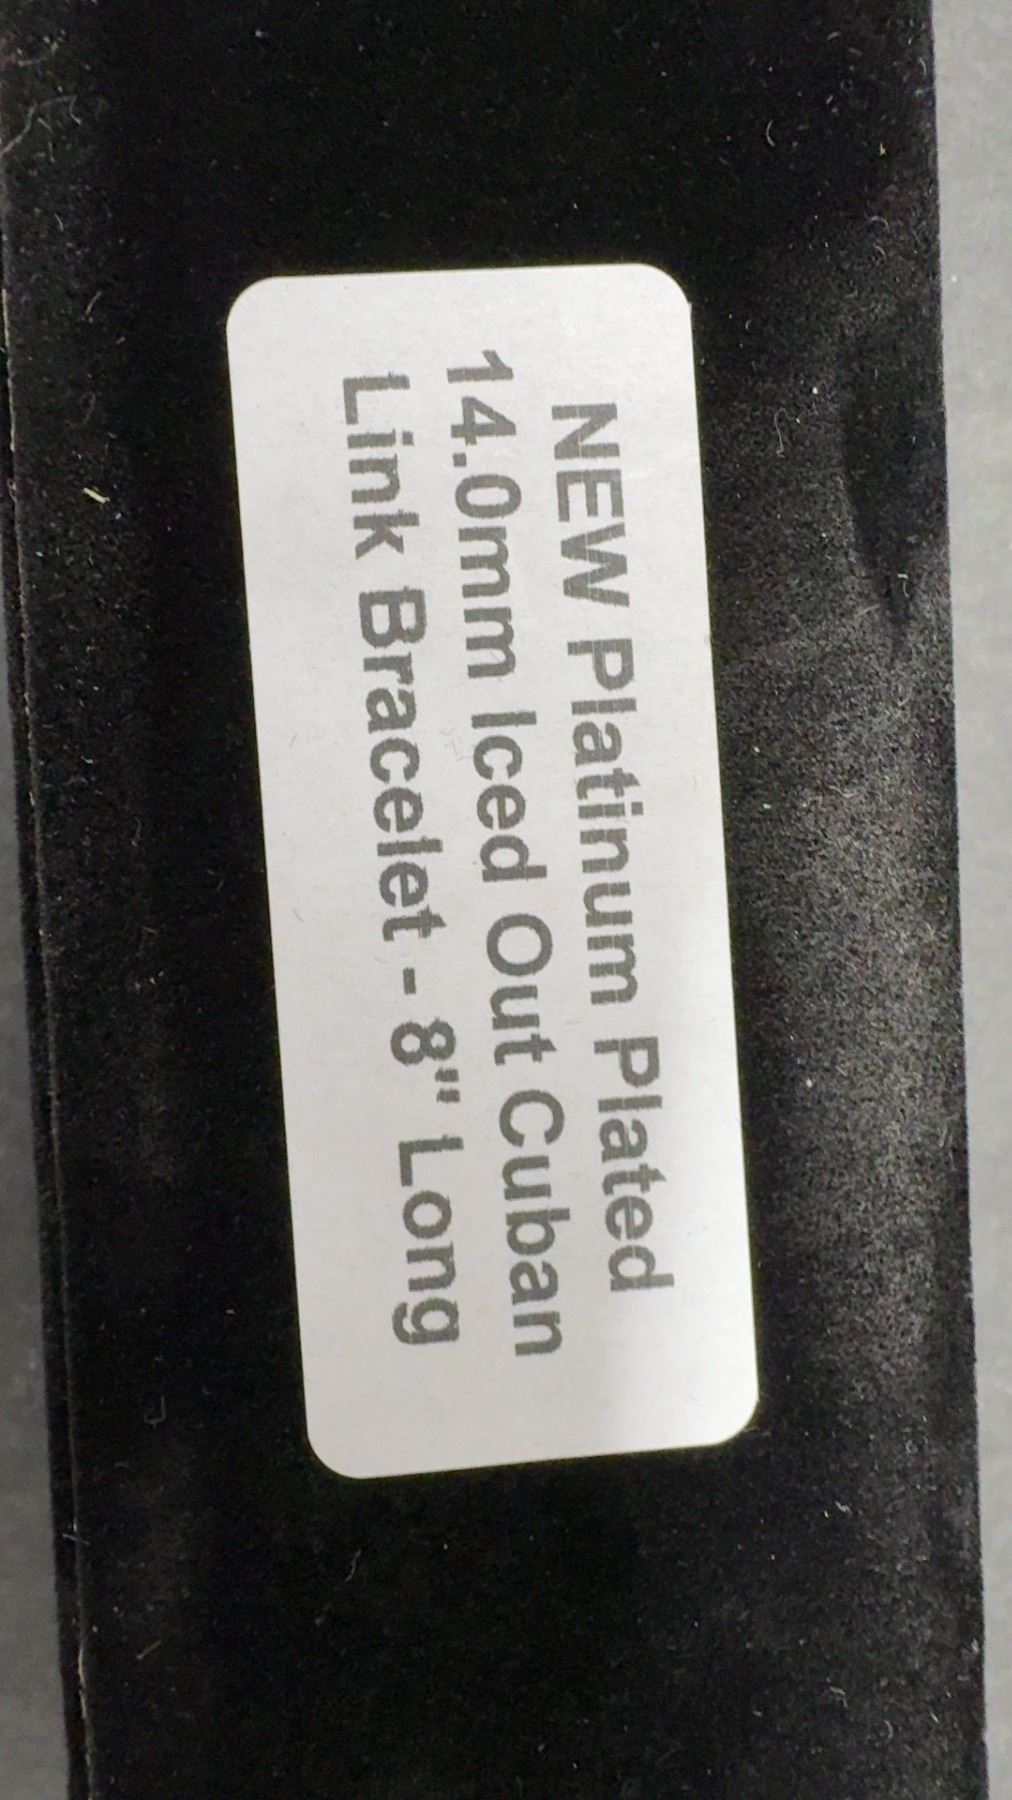 NEW Platinum Plated
14.0mm Iced Out Cuban
Link Bracelet - 8" Long